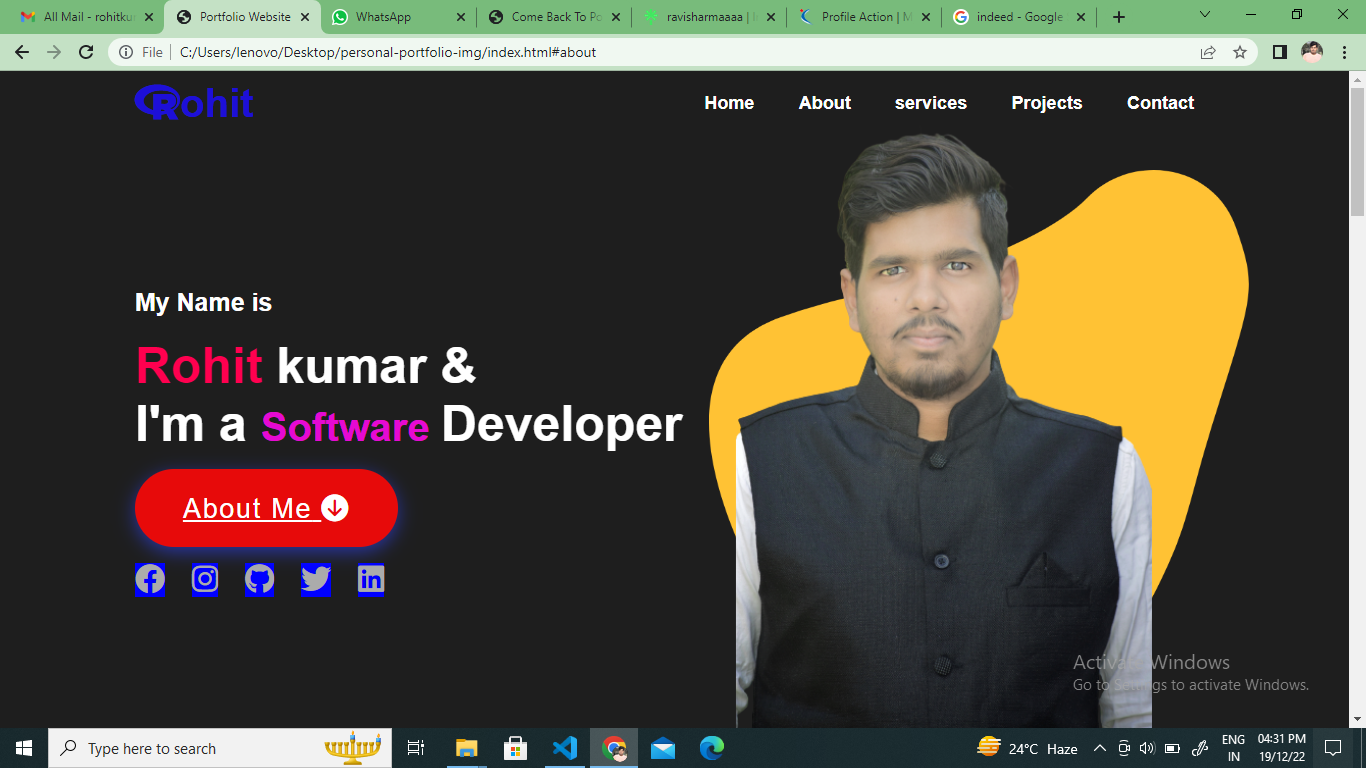 All Mail - rohitku
Portfolio Website
WhatsApp
Come Back To Po
ravisharmaaaa | I
Profile Action | M
indeed - Google
File
C:/Users/lenovo/Desktop/personal-portfolio-img/index.html#about
Rohit
Home
About
services
Projects
Contact
My Name is
Rohit kumar &
I'm a Software Developer
About Me
Activate Windows
Go to Settings to activate Windows.
Type here to search
24°C Haze
ENG
IN
04:31 PM
19/12/22